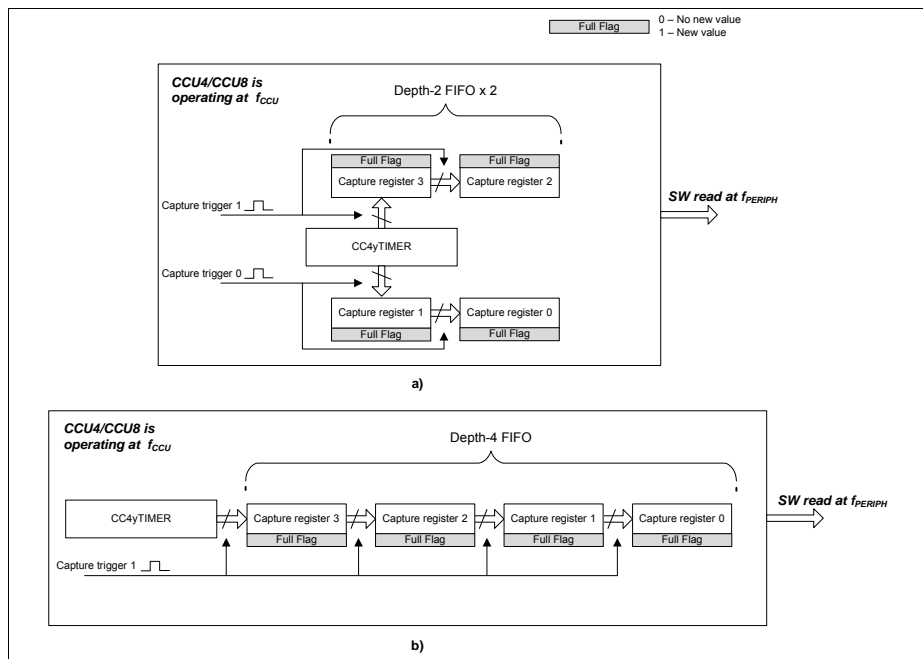 Full Flag
0 – No new value
1 – New value
CCU4/CCU8 is
operating at fCCU
Depth-2 FIFO x 2
Full Flag
Full Flag
Capture register 3
Capture register 2
Capture trigger 1
SW read at fPERIPH
CC4yTIMER
Capture trigger 0
Capture register 1
Capture register 0
Full Flag
Full Flag
a)
CCU4/CCU8 is
operating at fCCU
Depth-4 FIFO
SW read at fPERIPH
CC4yTIMER
Capture register 3
Capture register 2
Capture register 1
Capture register 0
Full Flag
Full Flag
Full Flag
Full Flag
Capture trigger 1
b)